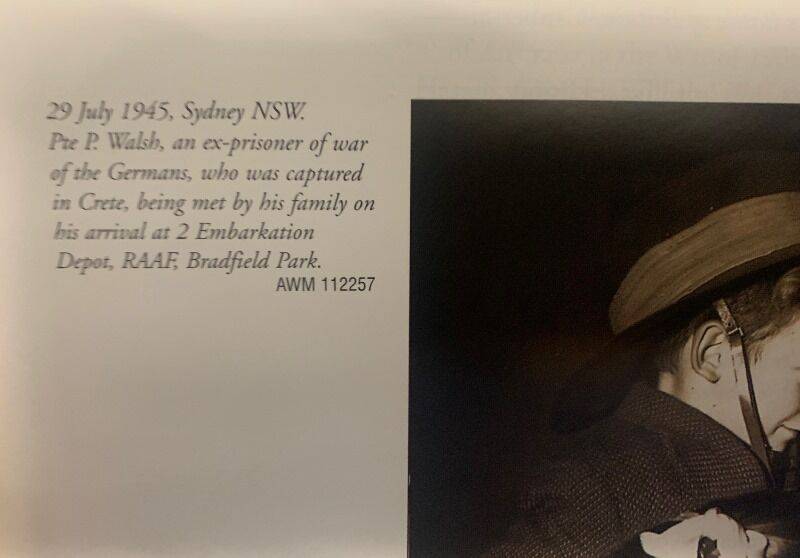 29 July 1945, Sydney NSW.
Pte P. Walsh, an ex-prisoner of war
of the Germans, who was captured
in Crete, being met by his family on
his arrival at 2 Embarkation
Depot, RAAF, Bradfield Park.
AWM 112257